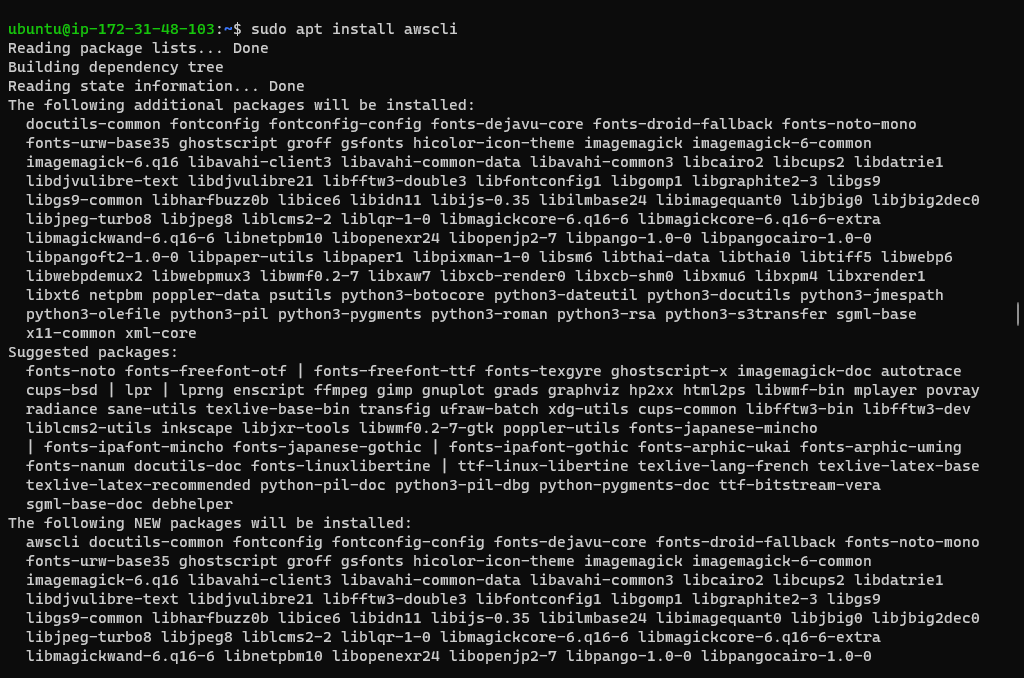 ubuntu@ip-172-31-48-103:~$ sudo apt install awscli
Reading package lists... Done
Building dependency tree
Reading state information... Done
The following additional packages will be installed:
  docutils-common fontconfig fontconfig-config fonts-dejavu-core fonts-droid-fallback fonts-noto-mono
  fonts-urw-base35 ghostscript groff gsfonts hicolor-icon-theme imagemagick imagemagick-6-common
  imagemagick-6.q16 libavahi-client3 libavahi-common-data libavahi-common3 libcairo2 libcups2 libdatrie1
  libdjvulibre-text libdjvulibre21 libfftw3-double3 libfontconfig1 libgomp1 libgraphite2-3 libgs9
  libgs9-common libharfbuzz0b libice6 libidn11 libijs-0.35 libilmbase24 libimagequant0 libjbig0 libjbig2dec0
  libjpeg-turbo8 libjpeg8 liblcms2-2 liblqr-1-0 libmagickcore-6.q16-6 libmagickcore-6.q16-6-extra
  libmagickwand-6.q16-6 libnetpbm10 libopenexr24 libopenjp2-7 libpango-1.0-0 libpangocairo-1.0-0
  libpangoft2-1.0-0 libpaper-utils libpaper1 libpixman-1-0 libsm6 libthai-data libthai0 libtiff5 libwebp6
  libwebpdemux2 libwebpmux3 libwmf0.2-7 libxaw7 libxcb-render0 libxcb-shm0 libxmu6 libxpm4 libxrender1
  libxt6 netpbm poppler-data psutils python3-botocore python3-dateutil python3-docutils python3-jmespath
  python3-olefile python3-pil python3-pygments python3-roman python3-rsa python3-s3transfer sgml-base
  x11-common xml-core
Suggested packages:
  fonts-noto fonts-freefont-otf | fonts-freefont-ttf fonts-texgyre ghostscript-x imagemagick-doc autotrace
  cups-bsd | lpr | lprng enscript ffmpeg gimp gnuplot grads graphviz hp2xx html2ps libwmf-bin mplayer povray
  radiance sane-utils texlive-base-bin transfig ufraw-batch xdg-utils cups-common libfftw3-bin libfftw3-dev
  liblcms2-utils inkscape libjxr-tools libwmf0.2-7-gtk poppler-utils fonts-japanese-mincho
  | fonts-ipafont-mincho fonts-japanese-gothic | fonts-ipafont-gothic fonts-arphic-ukai fonts-arphic-uming
  fonts-nanum docutils-doc fonts-linuxlibertine | ttf-linux-libertine texlive-lang-french texlive-latex-base
  texlive-latex-recommended python-pil-doc python3-pil-dbg python-pygments-doc ttf-bitstream-vera
  sgml-base-doc debhelper
The following NEW packages will be installed:
  awscli docutils-common fontconfig fontconfig-config fonts-dejavu-core fonts-droid-fallback fonts-noto-mono
  fonts-urw-base35 ghostscript groff gsfonts hicolor-icon-theme imagemagick imagemagick-6-common
  imagemagick-6.q16 libavahi-client3 libavahi-common-data libavahi-common3 libcairo2 libcups2 libdatrie1
  libdjvulibre-text libdjvulibre21 libfftw3-double3 libfontconfig1 libgomp1 libgraphite2-3 libgs9
  libgs9-common libharfbuzz0b libice6 libidn11 libijs-0.35 libilmbase24 libimagequant0 libjbig0 libjbig2dec0
  libjpeg-turbo8 libjpeg8 liblcms2-2 liblqr-1-0 libmagickcore-6.q16-6 libmagickcore-6.q16-6-extra
  libmagickwand-6.q16-6 libnetpbm10 libopenexr24 libopenjp2-7 libpango-1.0-0 libpangocairo-1.0-0